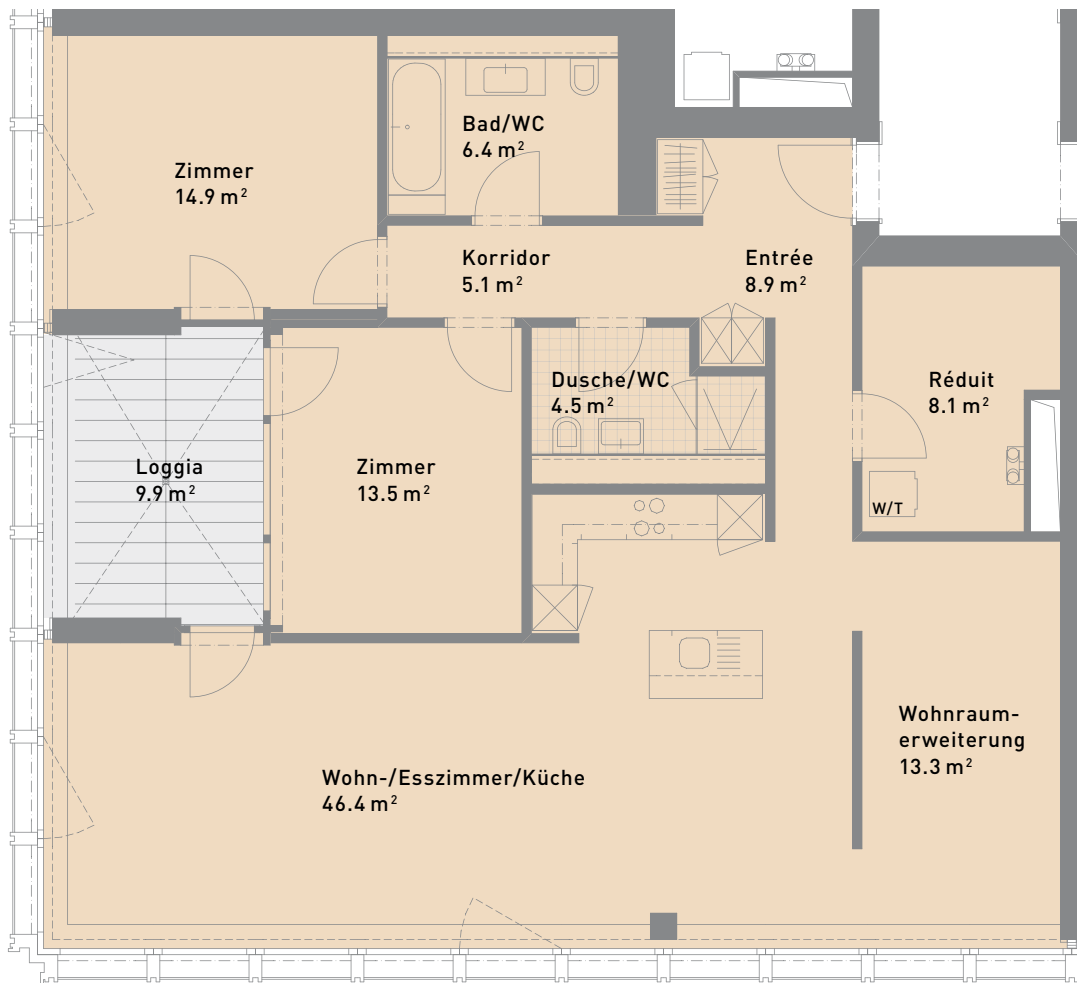 Bad/WC
6.4 m²
Zimmer
14.9 m²
Korridor
5.1 m²
Entrée
8.9 m²
Dusche/WC
4.5 m²
Réduit
8.1 m²
Loggia
9.9 m²
Zimmer
13.5 m²
W/T
Wohnraum-
erweiterung
13.3 m²
Wohn-/Esszimmer/Küche
46.4 m²